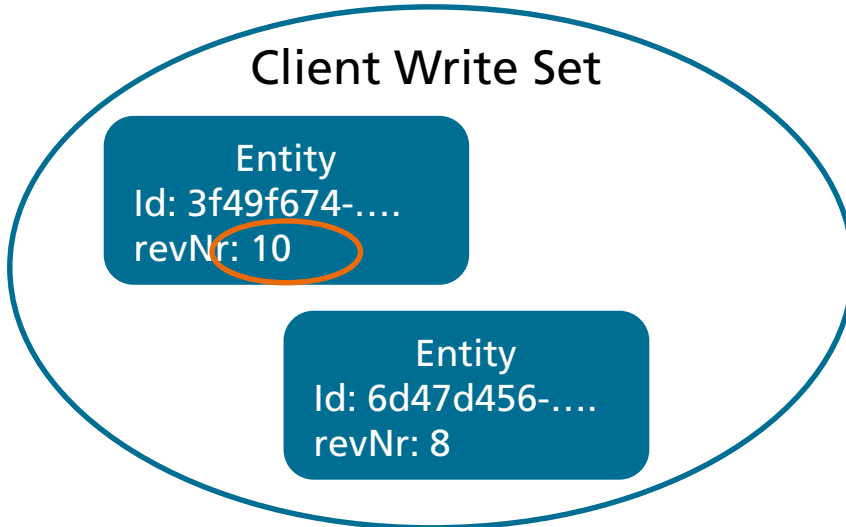 Client Write Set
Entity
Id: 3f49f674-....
revNr: 10
Entity
Id: 6d47d456-....
revNr: 8